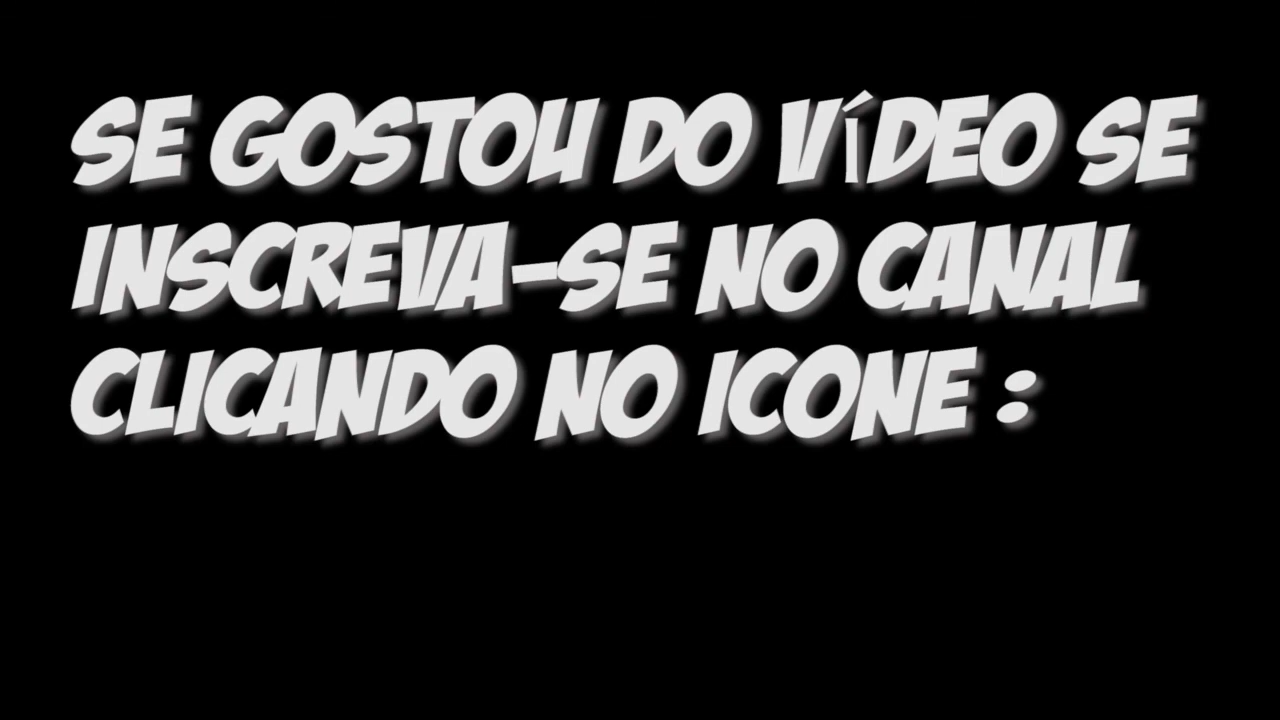 SE GOSTOU DO VÍDEO SE
INSCREVA-SE NO CANAL
CLICANDO NO ICONE :